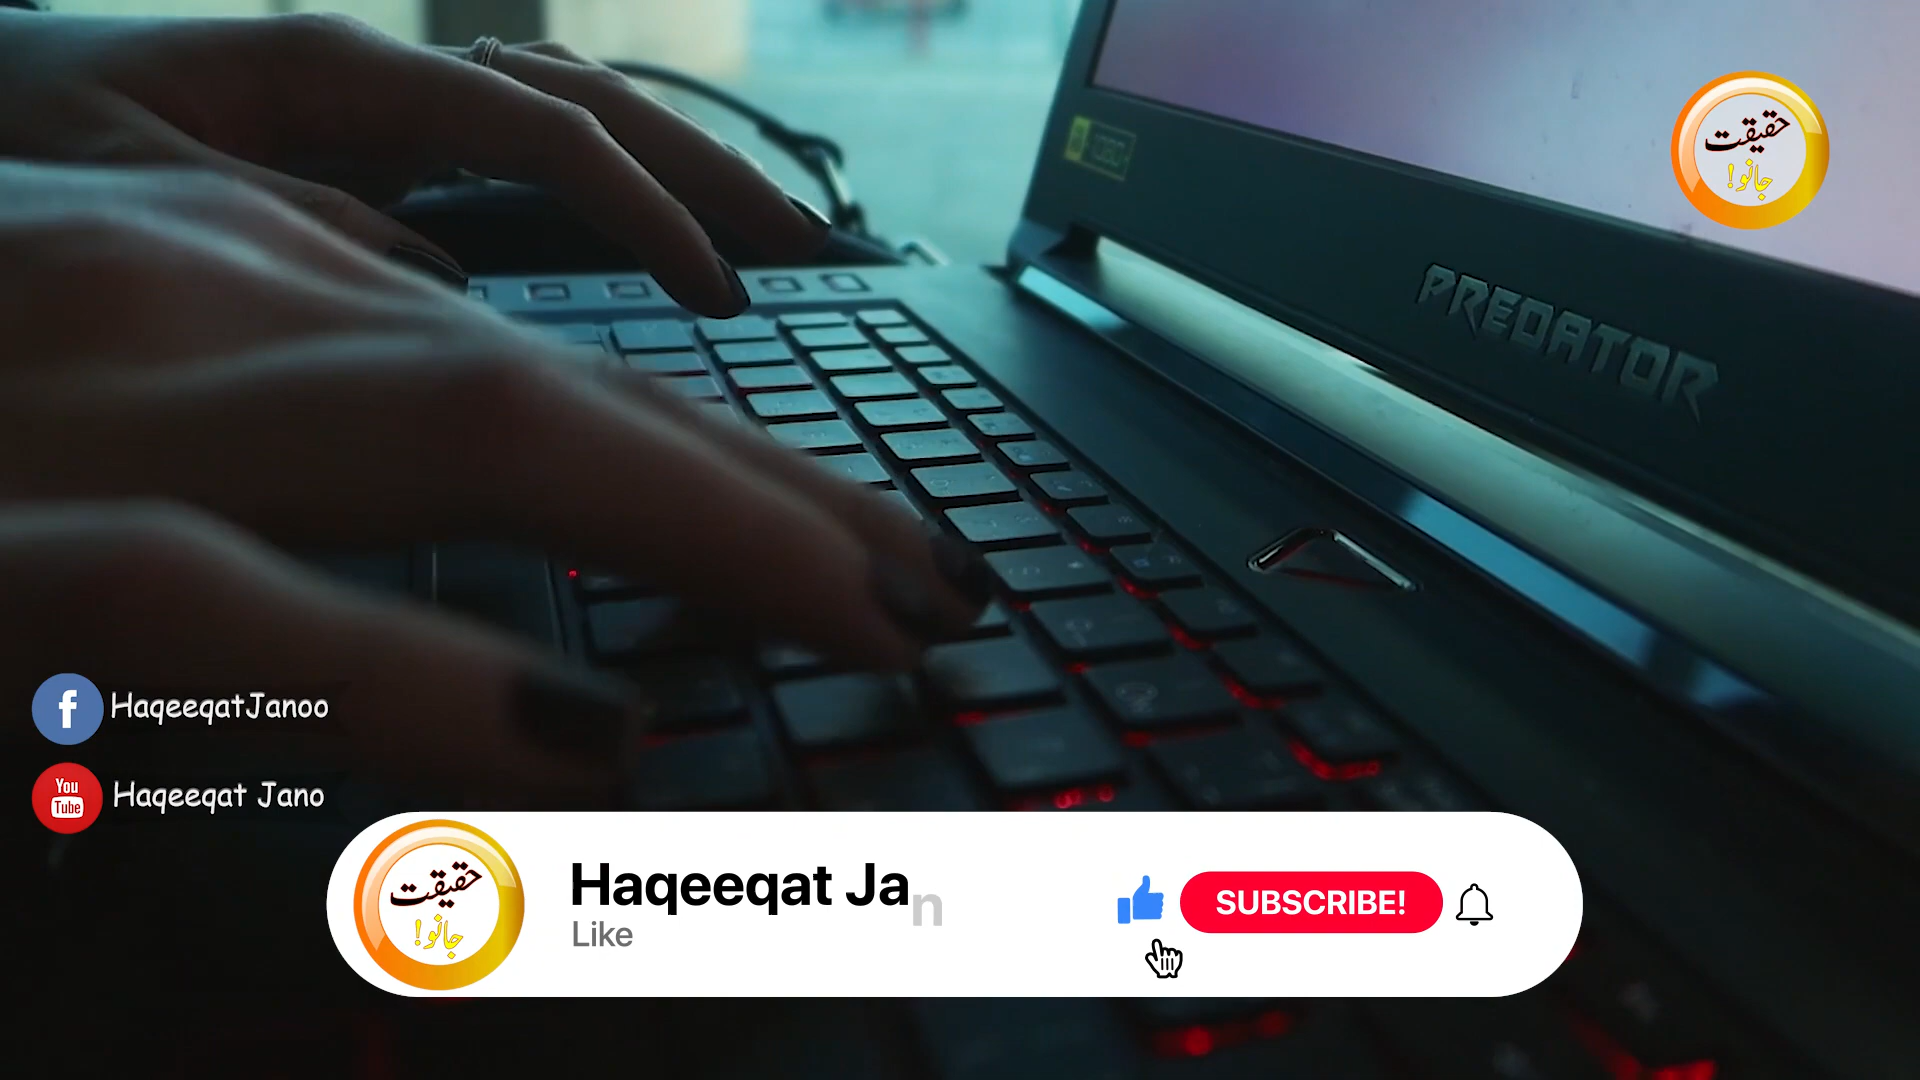 حقیقت
جانو!
PREDATOR
HaqeeqatJanoo
You
Tube
Haqeeqat Jano
حقیقت
جانو!
Haqeeqat Jan
Like
SUBSCRIBE!